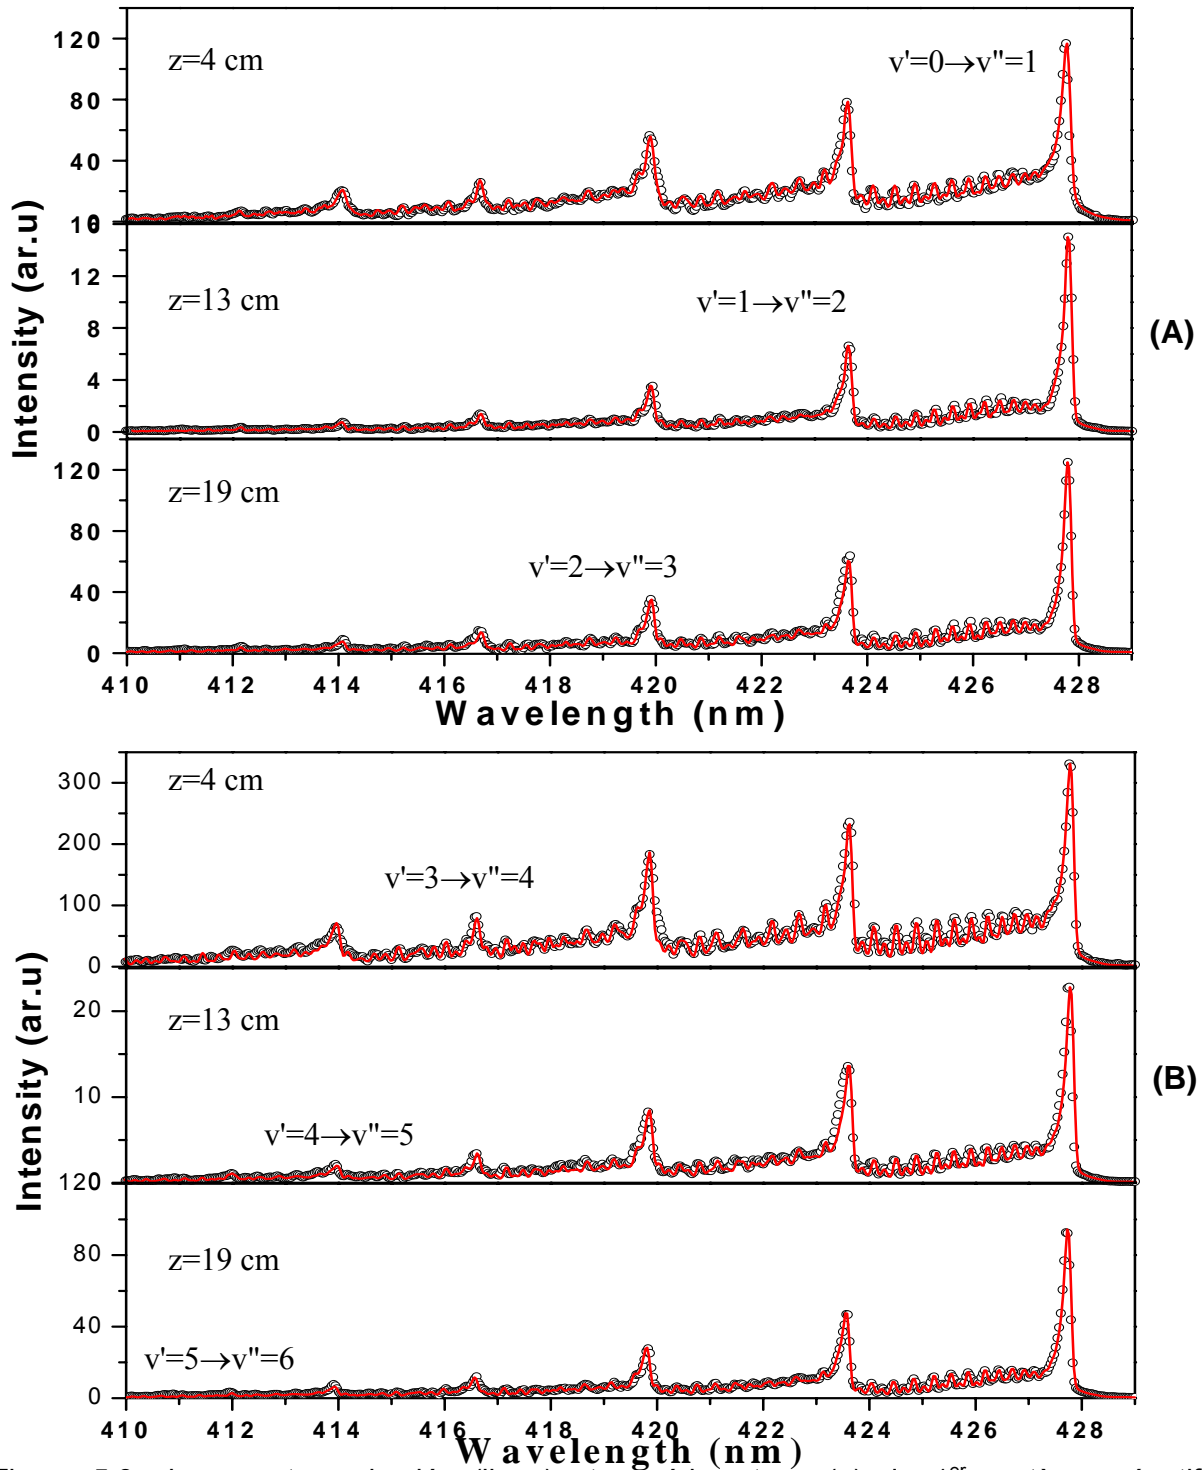 120
80
40
0
z=4 cm
v'=0→v"=1
16
12
8
4
0
z=13 cm
v'=1→v"=2
120
80
40
0
z=19 cm
v'=2→v"=3
Intensity (ar.u)
(A)
410 412 414 416 418 420 422 424 426 428
Wavelength (nm)
300
200
100
0
z=4 cm
v'=3→v"=4
20
10
z=13 cm
v'=4→v"=5
120
80
40
0
z=19 cm
v'=5→v"=6
Intensity (ar.u)
(B)
410 412 414 416 418 420 422 424 426 428
Wavelength (nm)